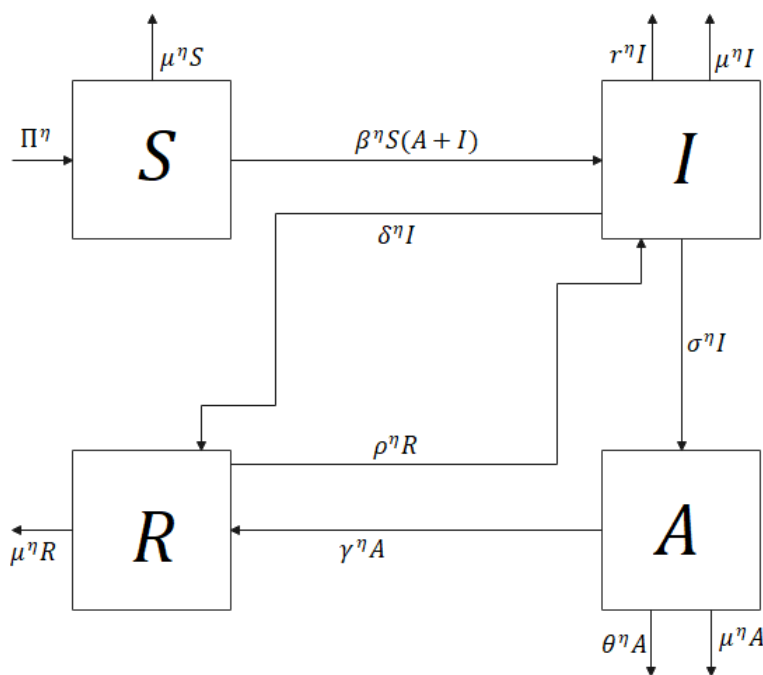 μ^η S
r^η I
μ^η I
Π^η
S
β^η S(A + I)
I
δ^η I
σ^η I
ρ^η R
R
A
μ^η R
γ^η A
θ^η A
μ^η A